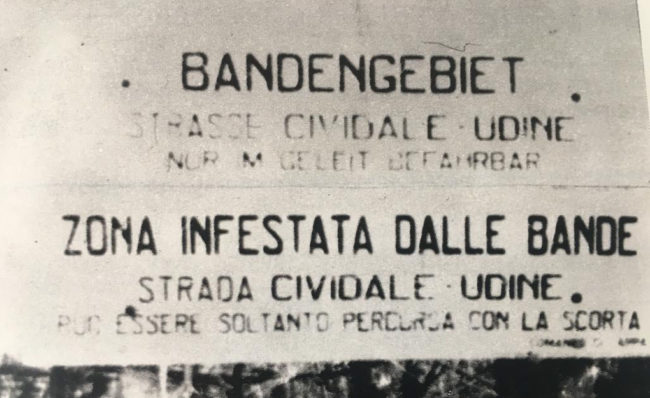 BANDENGEBIET
STRASSE CIVIDALE · UDINE
NUR M GELEIT BEFAHRBAR
ZONA INFESTATA DALLE BANDE
STRADA CIVIDALE · UDINE.
PUO ESSERE SOLTANTO PERCORSA CON LA SCORTA